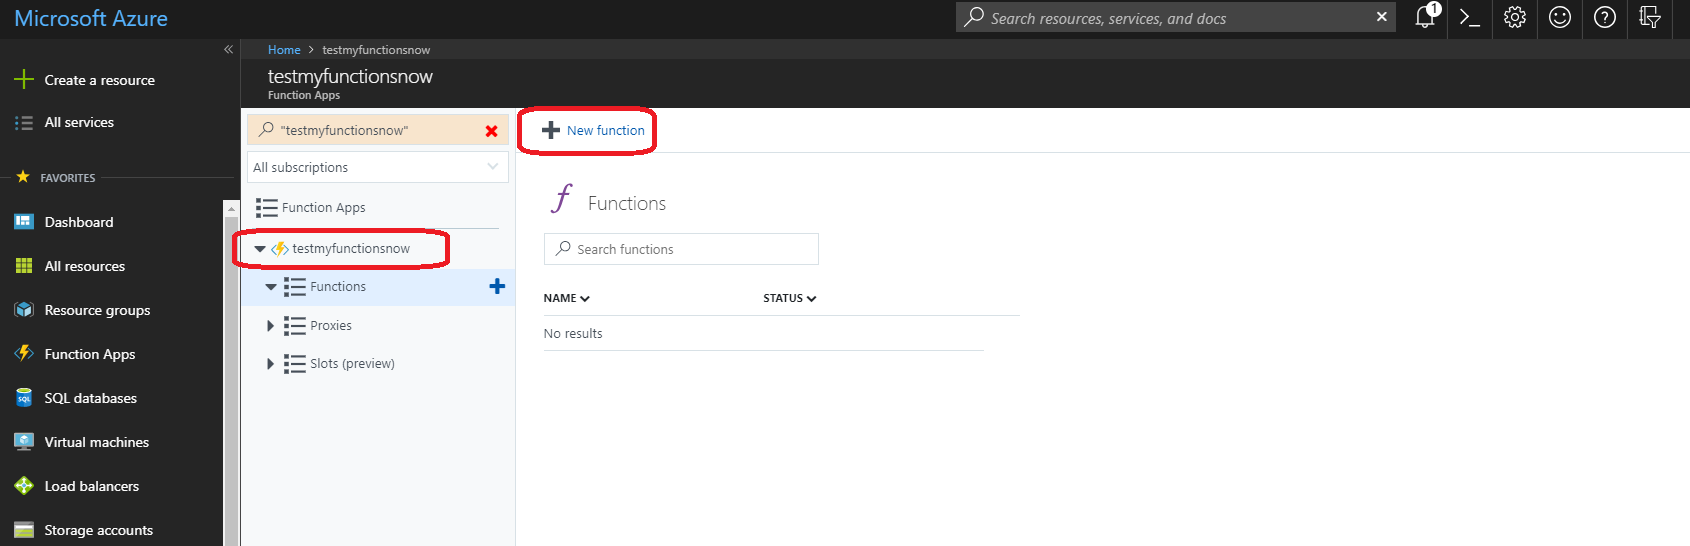 Microsoft Azure
Search resources, services, and docs
1
Create a resource
All services
FAVORITES
Dashboard
All resources
Resource groups
Function Apps
SQL databases
Virtual machines
Load balancers
Storage accounts
Home > testmyfunctionsnow
testmyfunctionsnow
Function Apps
"testmyfunctionsnow"
All subscriptions
Function Apps
testmyfunctionsnow
Functions
Proxies
Slots (preview)
New function
Functions
Search functions
NAME STATUS
No results
SQL